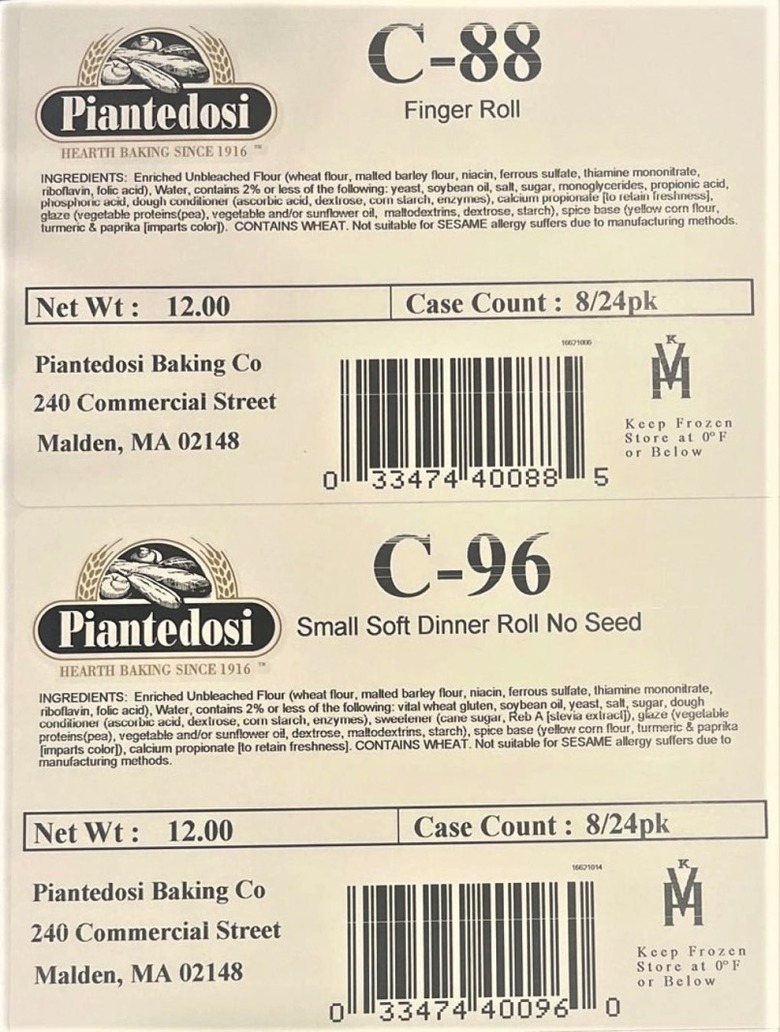 C-88
Piantedosi
HEARTH BAKING SINCE 1916 ™
Finger Roll
INGREDIENTS: Enriched Unbleached Flour (wheat flour, malted barley flour, niacin, ferrous sulfate, thiamine mononitrate,
riboflavin, folic acid), Water, contains 2% or less of the following: yeast, soybean oil, salt, sugar, monoglycerides, propionic acid,
phosphoric acid, dough conditioner (ascorbic acid, dextrose, corn starch, enzymes), calcium propionate [to retain freshness],
glaze (vegetable proteins(pea), vegetable and/or sunflower oil, maltodextrins, dextrose, starch), spice base (yellow corn flour,
turmeric & paprika [imparts color]). CONTAINS WHEAT. Not suitable for SESAME allergy suffers due to manufacturing methods.
Net Wt : 12.00 Case Count : 8/24pk
Piantedosi Baking Co
240 Commercial Street
Malden, MA 02148
16621006
0 33474 40088 5
K
VM
Keep Frozen
Store at 0°F
or Below
C-96
Piantedosi
HEARTH BAKING SINCE 1916 ™
Small Soft Dinner Roll No Seed
INGREDIENTS: Enriched Unbleached Flour (wheat flour, malted barley flour, niacin, ferrous sulfate, thiamine mononitrate,
riboflavin, folic acid), Water, contains 2% or less of the following: vital wheat gluten, soybean oil, yeast, salt, sugar, dough
conditioner (ascorbic acid, dextrose, corn starch, enzymes), sweetener (cane sugar, Reb A [stevia extract]), glaze (vegetable
proteins(pea), vegetable and/or sunflower oil, dextrose, maltodextrins, starch), spice base (yellow corn flour, turmeric & paprika
[imparts color]), calcium propionate [to retain freshness]. CONTAINS WHEAT. Not suitable for SESAME allergy suffers due to
manufacturing methods.
Net Wt : 12.00 Case Count : 8/24pk
Piantedosi Baking Co
240 Commercial Street
Malden, MA 02148
16621014
0 33474 40096 0
K
VM
Keep Frozen
Store at 0°F
or Below